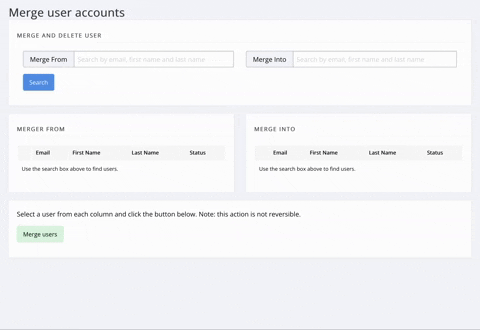 Merge user accounts
MERGE AND DELETE USER
Merge From Search by email, first name and last name
Merge Into Search by email, first name and last name
Search
MERGER FROM
Email First Name Last Name Status
Use the search box above to find users.
MERGE INTO
Email First Name Last Name Status
Use the search box above to find users.
Select a user from each column and click the button below. Note: this action is not reversible.
Merge users